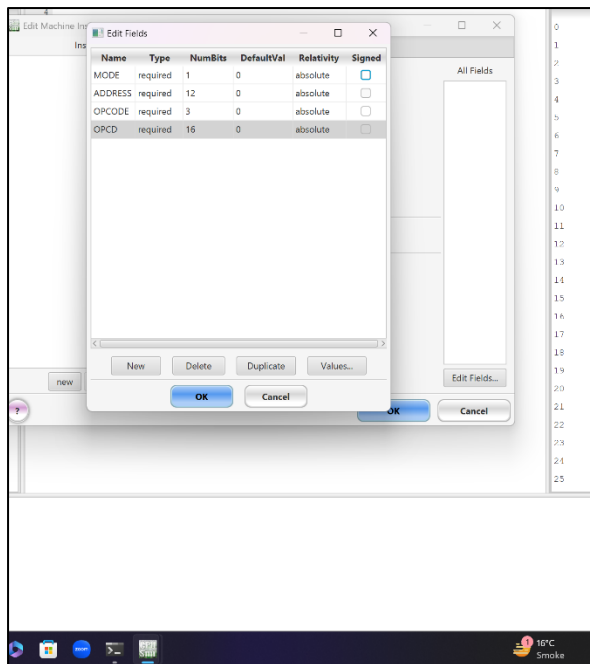 Edit Machine Ins
Ins
Edit Fields
Name Type NumBits DefaultVal Relativity Signed
MODE required 1 0 absolute
ADDRESS required 12 0 absolute
OPCODE required 3 0 absolute
OPCD required 16 0 absolute
New Delete Duplicate Values...
OK Cancel
All Fields
new
Edit Fields...
?
OK Cancel
0
1
2
3
4
5
6
7
8
9
10
11
12
13
14
15
16
17
18
19
20
21
22
23
24
25
zoom
1
16°C
Smoke